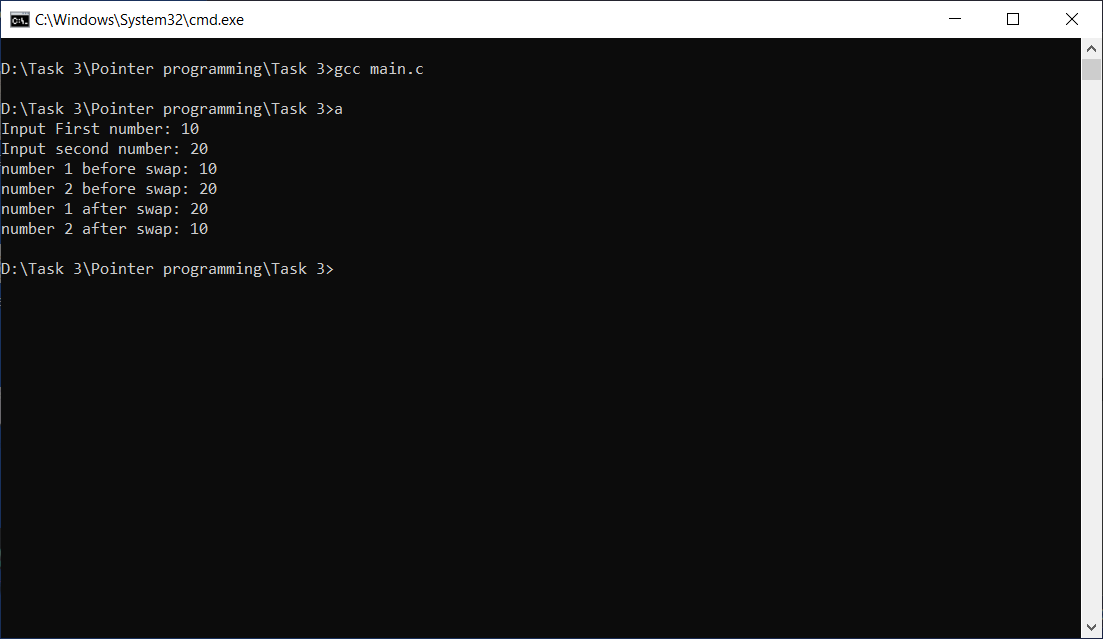 C:\Windows\System32\cmd.exe
D:\Task 3\Pointer programming\Task 3>gcc main.c
D:\Task 3\Pointer programming\Task 3>a
Input First number: 10
Input second number: 20
number 1 before swap: 10
number 2 before swap: 20
number 1 after swap: 20
number 2 after swap: 10
D:\Task 3\Pointer programming\Task 3>